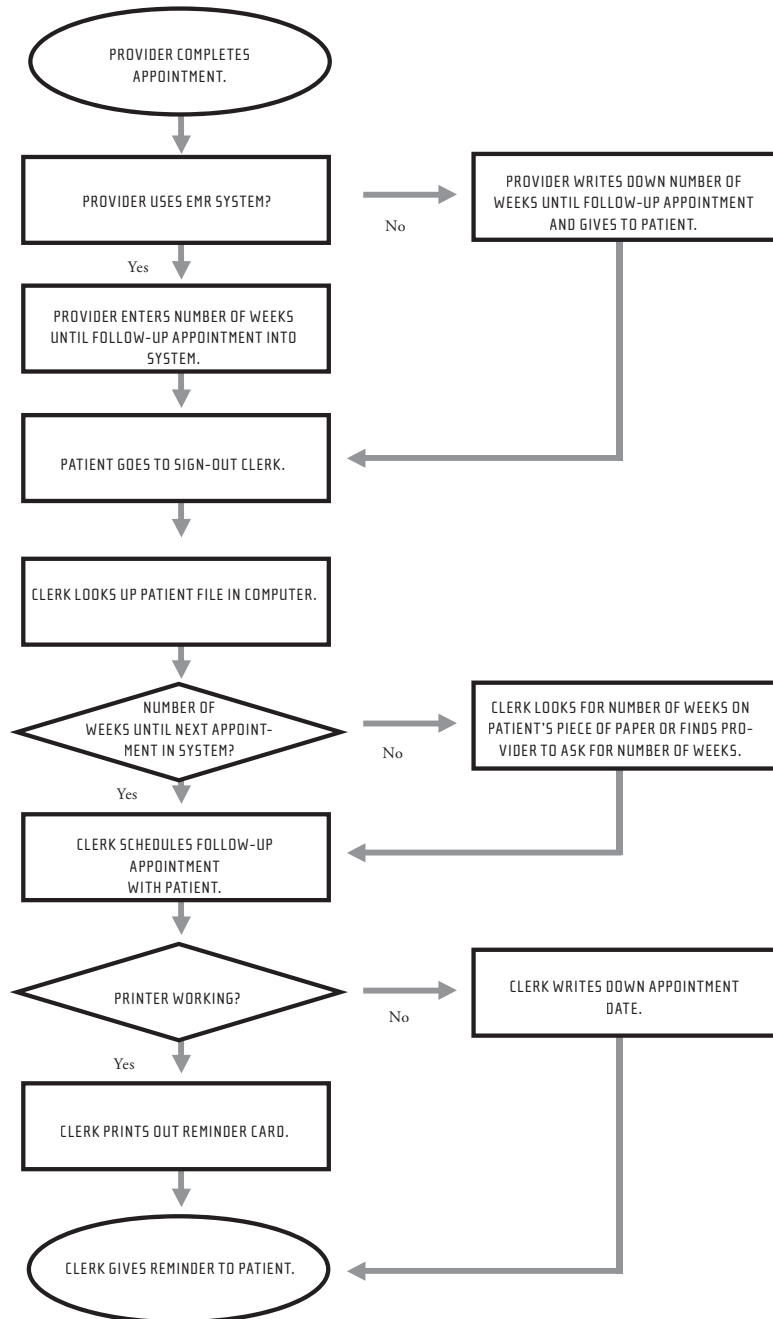 PROVIDER COMPLETES
APPOINTMENT.
PROVIDER USES EMR SYSTEM?
No
PROVIDER WRITES DOWN NUMBER OF
WEEKS UNTIL FOLLOW-UP APPOINTMENT
AND GIVES TO PATIENT.
Yes
PROVIDER ENTERS NUMBER OF WEEKS
UNTIL FOLLOW-UP APPOINTMENT INTO
SYSTEM.
PATIENT GOES TO SIGN-OUT CLERK.
CLERK LOOKS UP PATIENT FILE IN COMPUTER.
NUMBER OF
WEEKS UNTIL NEXT APPOINT-
MENT IN SYSTEM?
No
CLERK LOOKS FOR NUMBER OF WEEKS ON
PATIENT'S PIECE OF PAPER OR FINDS PRO-
VIDER TO ASK FOR NUMBER OF WEEKS.
Yes
CLERK SCHEDULES FOLLOW-UP
APPOINTMENT
WITH PATIENT.
PRINTER WORKING?
No
CLERK WRITES DOWN APPOINTMENT
DATE.
Yes
CLERK PRINTS OUT REMINDER CARD.
CLERK GIVES REMINDER TO PATIENT.